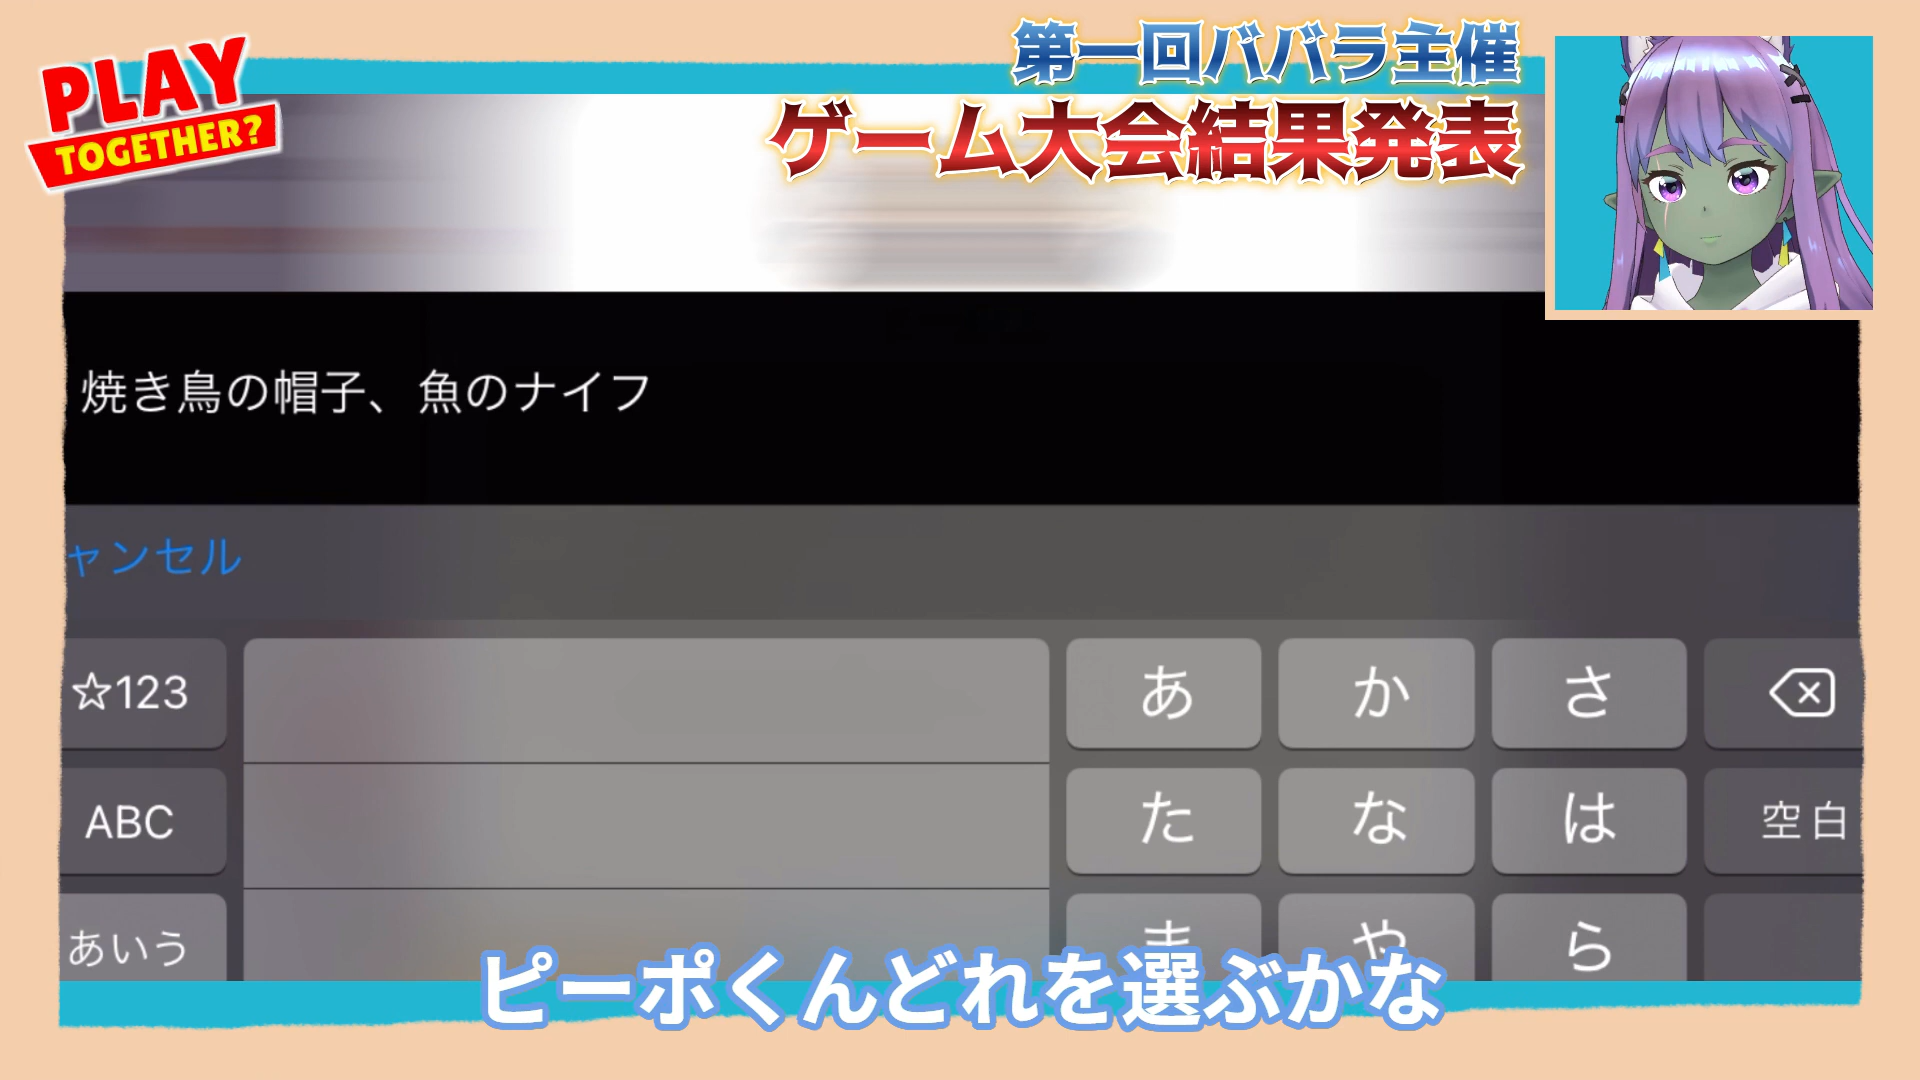 PLAY
TOGETHER?
第一回ババラ主催
ゲーム大会結果発表
焼き鳥の帽子、魚のナイフ
ャンセル
☆123
あ
か
さ
ABC
た
な
は
空白
あいう
ま
や
ら
ピーポくんどれを選ぶかな